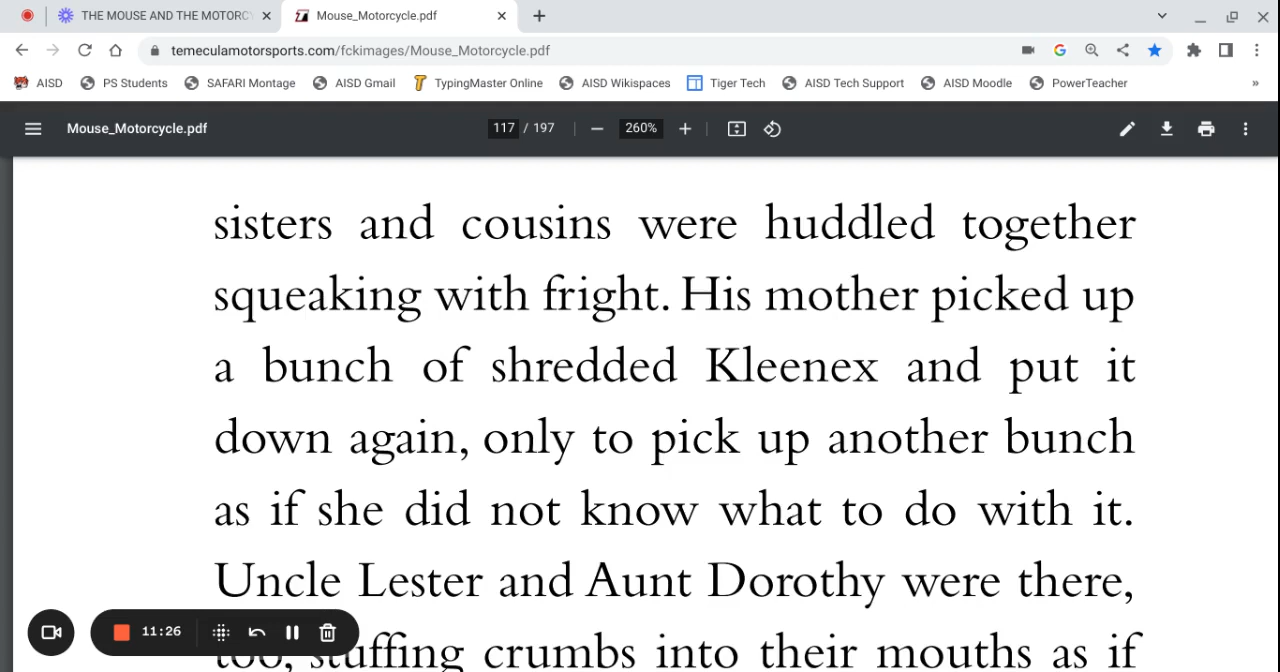 THE MOUSE AND THE MOTORC
Mouse_Motorcycle.pdf
temeculamotorsports.com/fckimages/Mouse_Motorcycle.pdf
AISD PS Students SAFARI Montage AISD Gmail TypingMaster Online AISD Wikispaces Tiger Tech AISD Tech Support AISD Moodle PowerTeacher »
Mouse_Motorcycle.pdf 117 / 197 260%
sisters and cousins were huddled together
squeaking with fright. His mother picked up
a bunch of shredded Kleenex and put it
down again, only to pick up another bunch
as if she did not know what to do with it.
Uncle Lester and Aunt Dorothy were there,
too, stuffing crumbs into their mouths as if
11:26